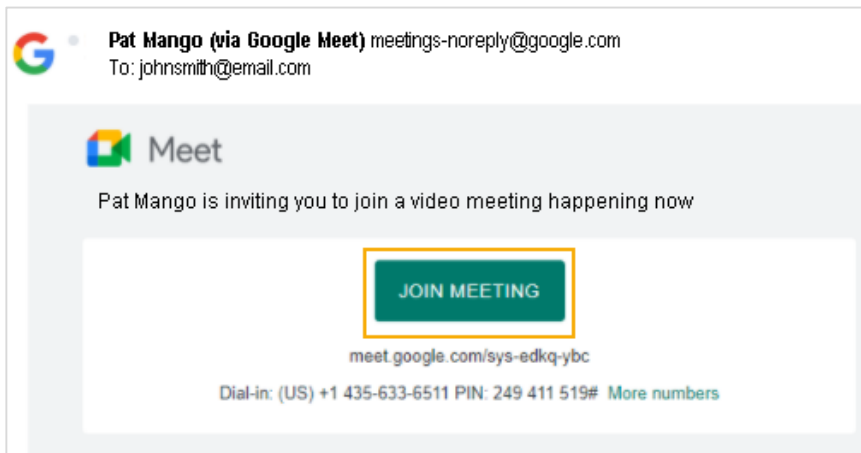 Pat Mango (via Google Meet) meetings-noreply@google.com
To: johnsmith@email.com
Meet
Pat Mango is inviting you to join a video meeting happening now
JOIN MEETING
meet.google.com/sys-edkq-ybc
Dial-in: (US) +1 435-633-6511 PIN: 249 411 519# More numbers